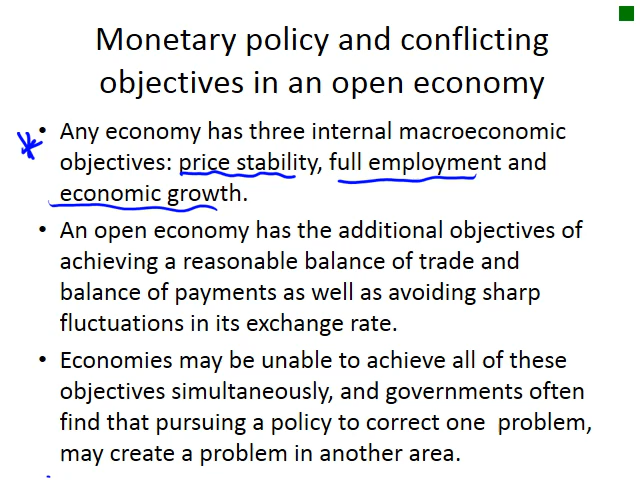 Monetary policy and conflicting
objectives in an open economy
• Any economy has three internal macroeconomic
objectives: price stability, full employment and
economic growth.
• An open economy has the additional objectives of
achieving a reasonable balance of trade and
balance of payments as well as avoiding sharp
fluctuations in its exchange rate.
• Economies may be unable to achieve all of these
objectives simultaneously, and governments often
find that pursuing a policy to correct one  problem,
may create a problem in another area.